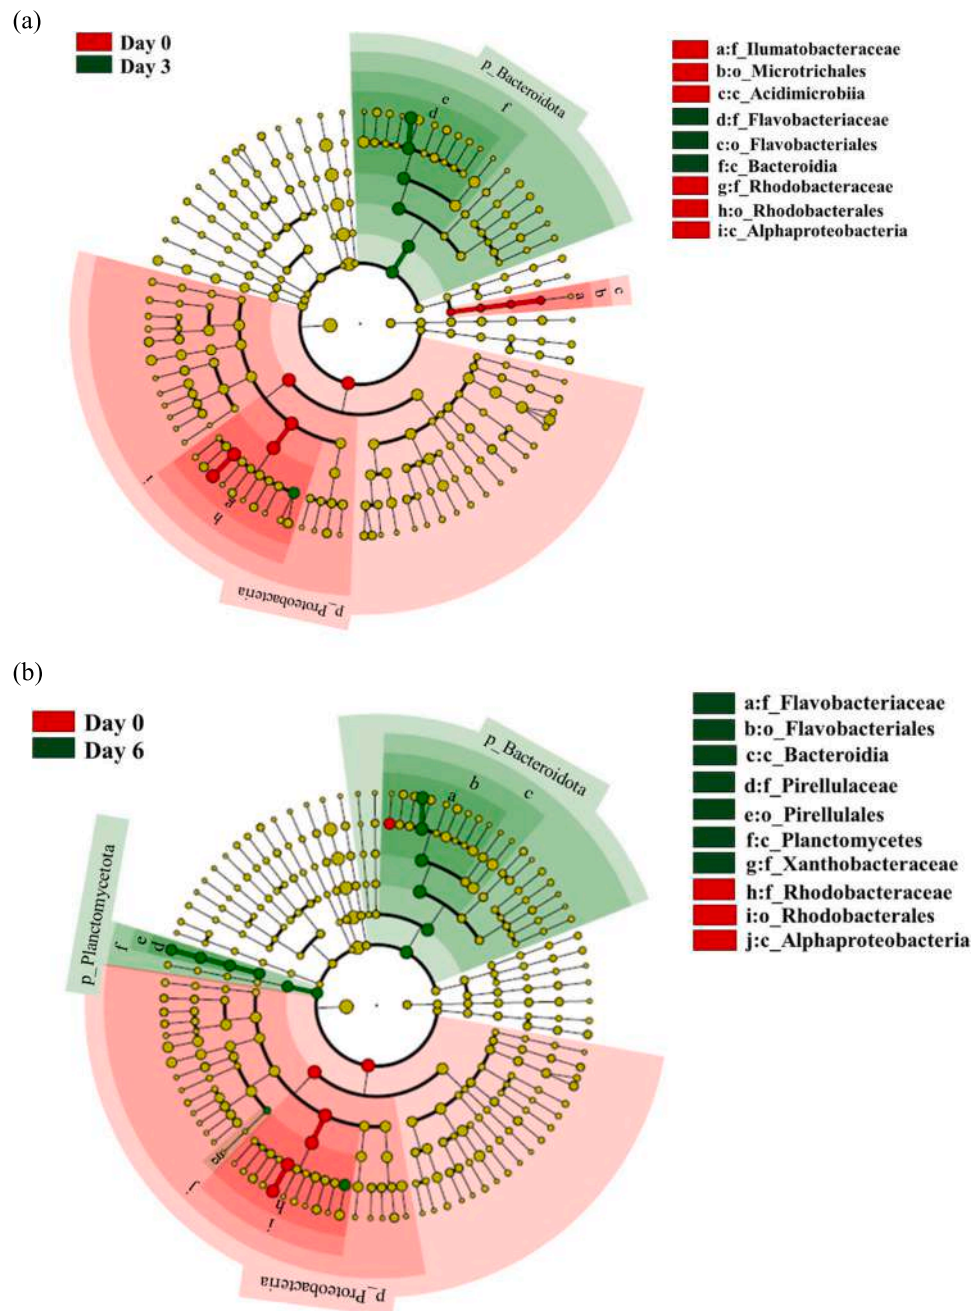 (a)
Day 0
Day 3
p_Bacteroidota
e
d
f
a:f_Ilumatobacteraceae
b:o_Microtrichales
c:c_Acidimicrobiia
d:f_Flavobacteriaceae
c:o_Flavobacteriales
f:c_Bacteroidia
g:f_Rhodobacteraceae
h:o_Rhodobacterales
i:c_Alphaproteobacteria
a
b
c
i
h
g
p_Proteobacteria
(b)
Day 0
Day 6
p_Bacteroidota
a
b
c
a:f_Flavobacteriaceae
b:o_Flavobacteriales
c:c_Bacteroidia
d:f_Pirellulaceae
e:o_Pirellulales
f:c_Planctomycetes
g:f_Xanthobacteraceae
h:f_Rhodobacteraceae
i:o_Rhodobacterales
j:c_Alphaproteobacteria
p_Planctomycetota
f
e
d
g
j
h
i
p_Proteobacteria